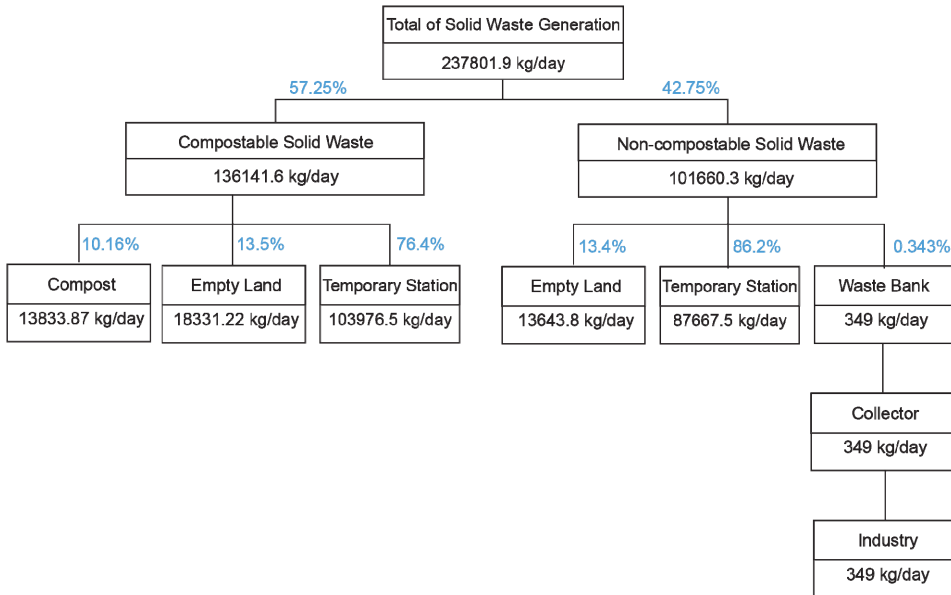 Total of Solid Waste Generation
237801.9 kg/day
57.25%
42.75%
Compostable Solid Waste
136141.6 kg/day
Non-compostable Solid Waste
101660.3 kg/day
10.16%
13.5%
76.4%
13.4%
86.2%
0.343%
Compost
13833.87 kg/day
Empty Land
18331.22 kg/day
Temporary Station
103976.5 kg/day
Empty Land
13643.8 kg/day
Temporary Station
87667.5 kg/day
Waste Bank
349 kg/day
Collector
349 kg/day
Industry
349 kg/day